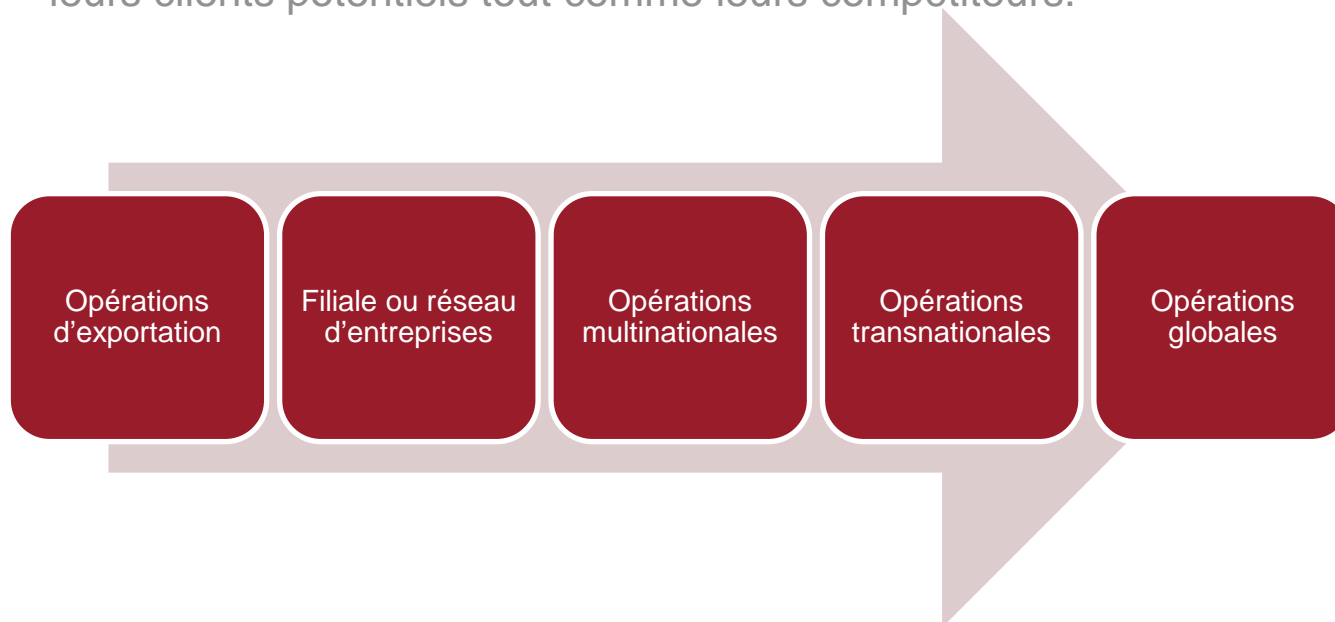 leurs clients potentiels tout comme leurs compétiteurs.
Opérations
d’exportation
Filiale ou réseau
d’entreprises
Opérations
multinationales
Opérations
transnationales
Opérations
globales